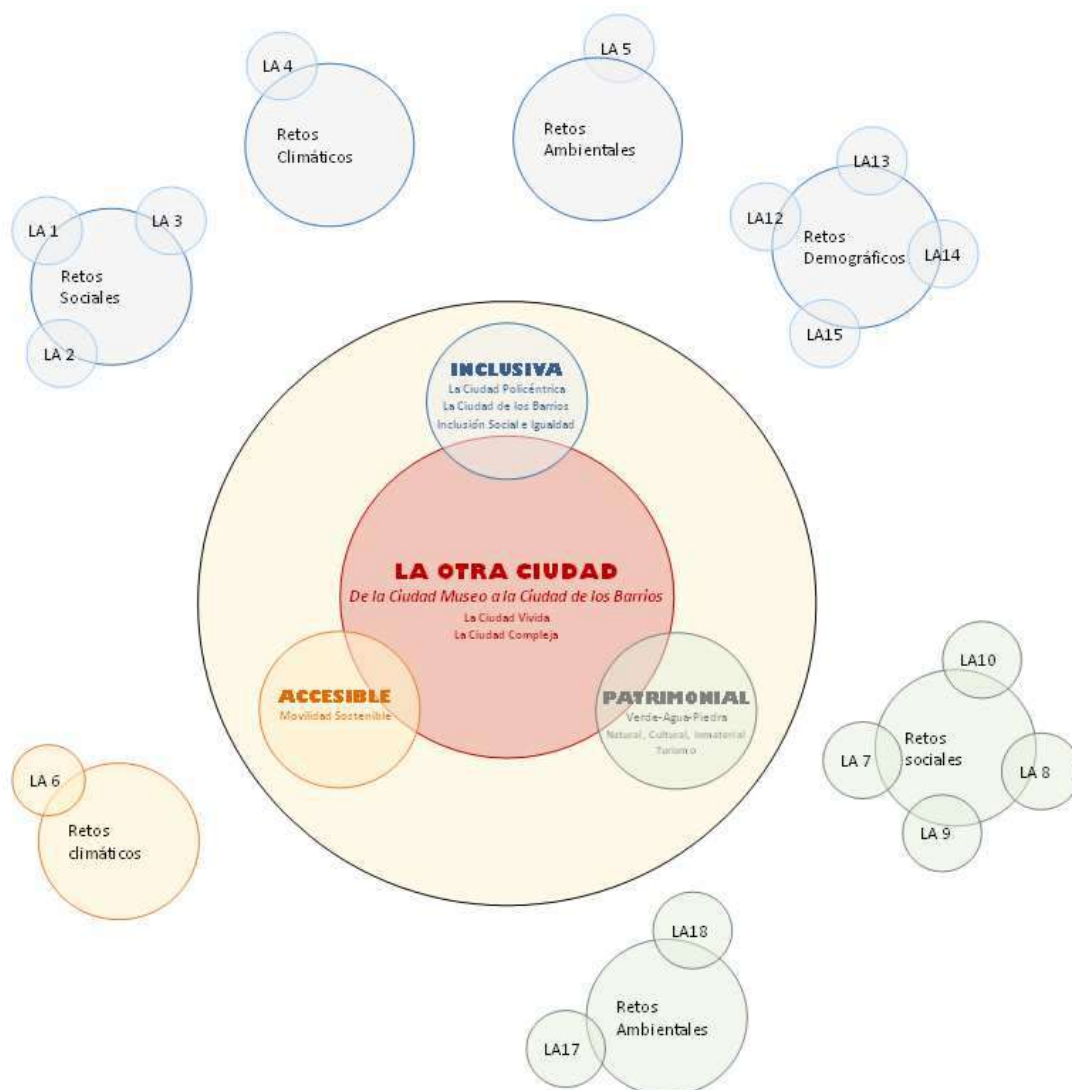 LA 4
Retos
Climáticos
LA 5
Retos
Ambientales
LA13
LA12
Retos
Demográficos
LA14
LA15
LA 1
LA 3
Retos
Sociales
LA 2
INCLUSIVA
La Ciudad Policéntrica
La Ciudad de los Barrios
Inclusión Social e Igualdad
LA OTRA CIUDAD
De la Ciudad Museo a la Ciudad de los Barrios
La Ciudad Vivida
La Ciudad Compleja
ACCESIBLE
Movilidad Sostenible
PATRIMONIAL
Verde-Agua-Piedra
Natural, Cultural, Inmaterial
Turismo
LA10
LA 7
Retos
sociales
LA 8
LA 9
LA 6
Retos
climáticos
LA18
Retos
Ambientales
LA17